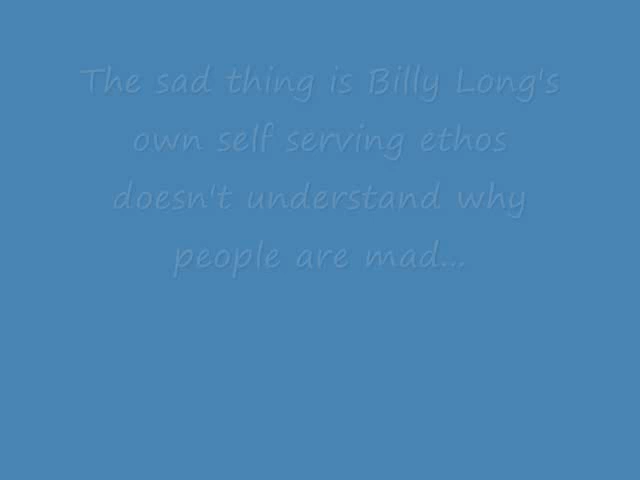 The sad thing is Billy Long's
own self serving ethos
doesn't understand why
people are mad...